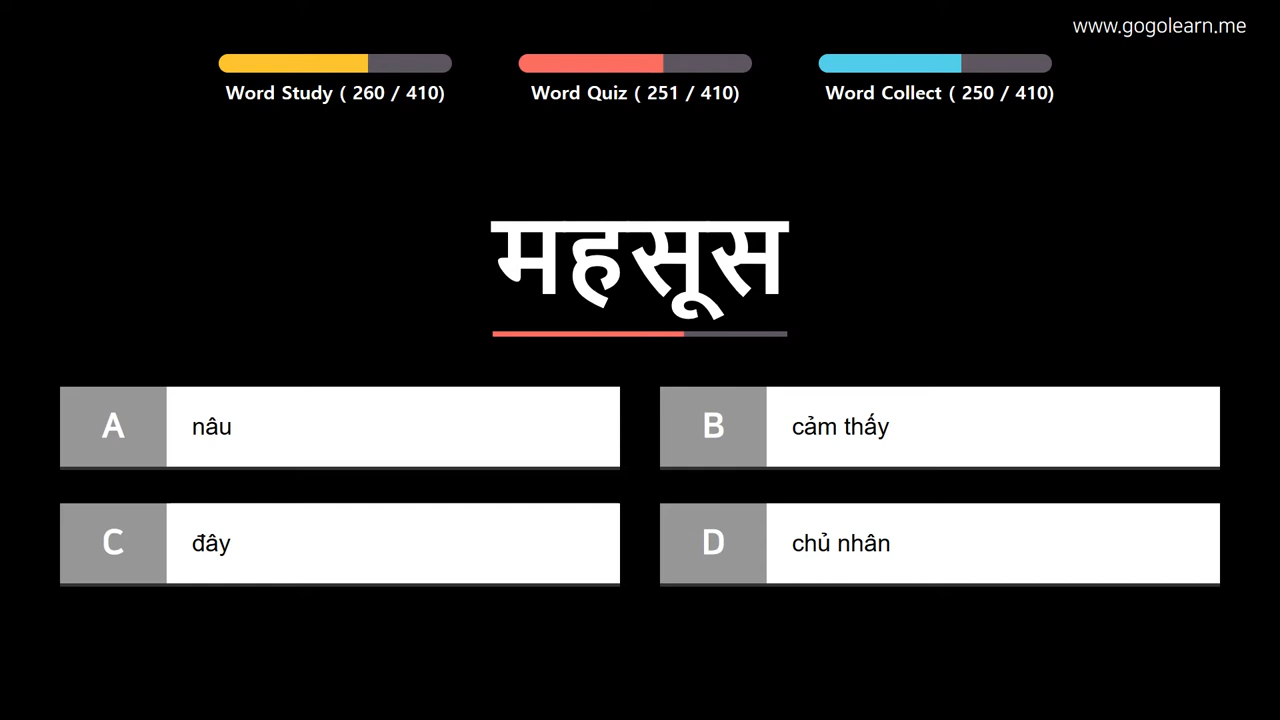 www.gogolearn.me
Word Study ( 260 / 410)
Word Quiz ( 251 / 410)
Word Collect ( 250 / 410)
महसूस
A nâu
B cảm thấy
C đây
D chủ nhân